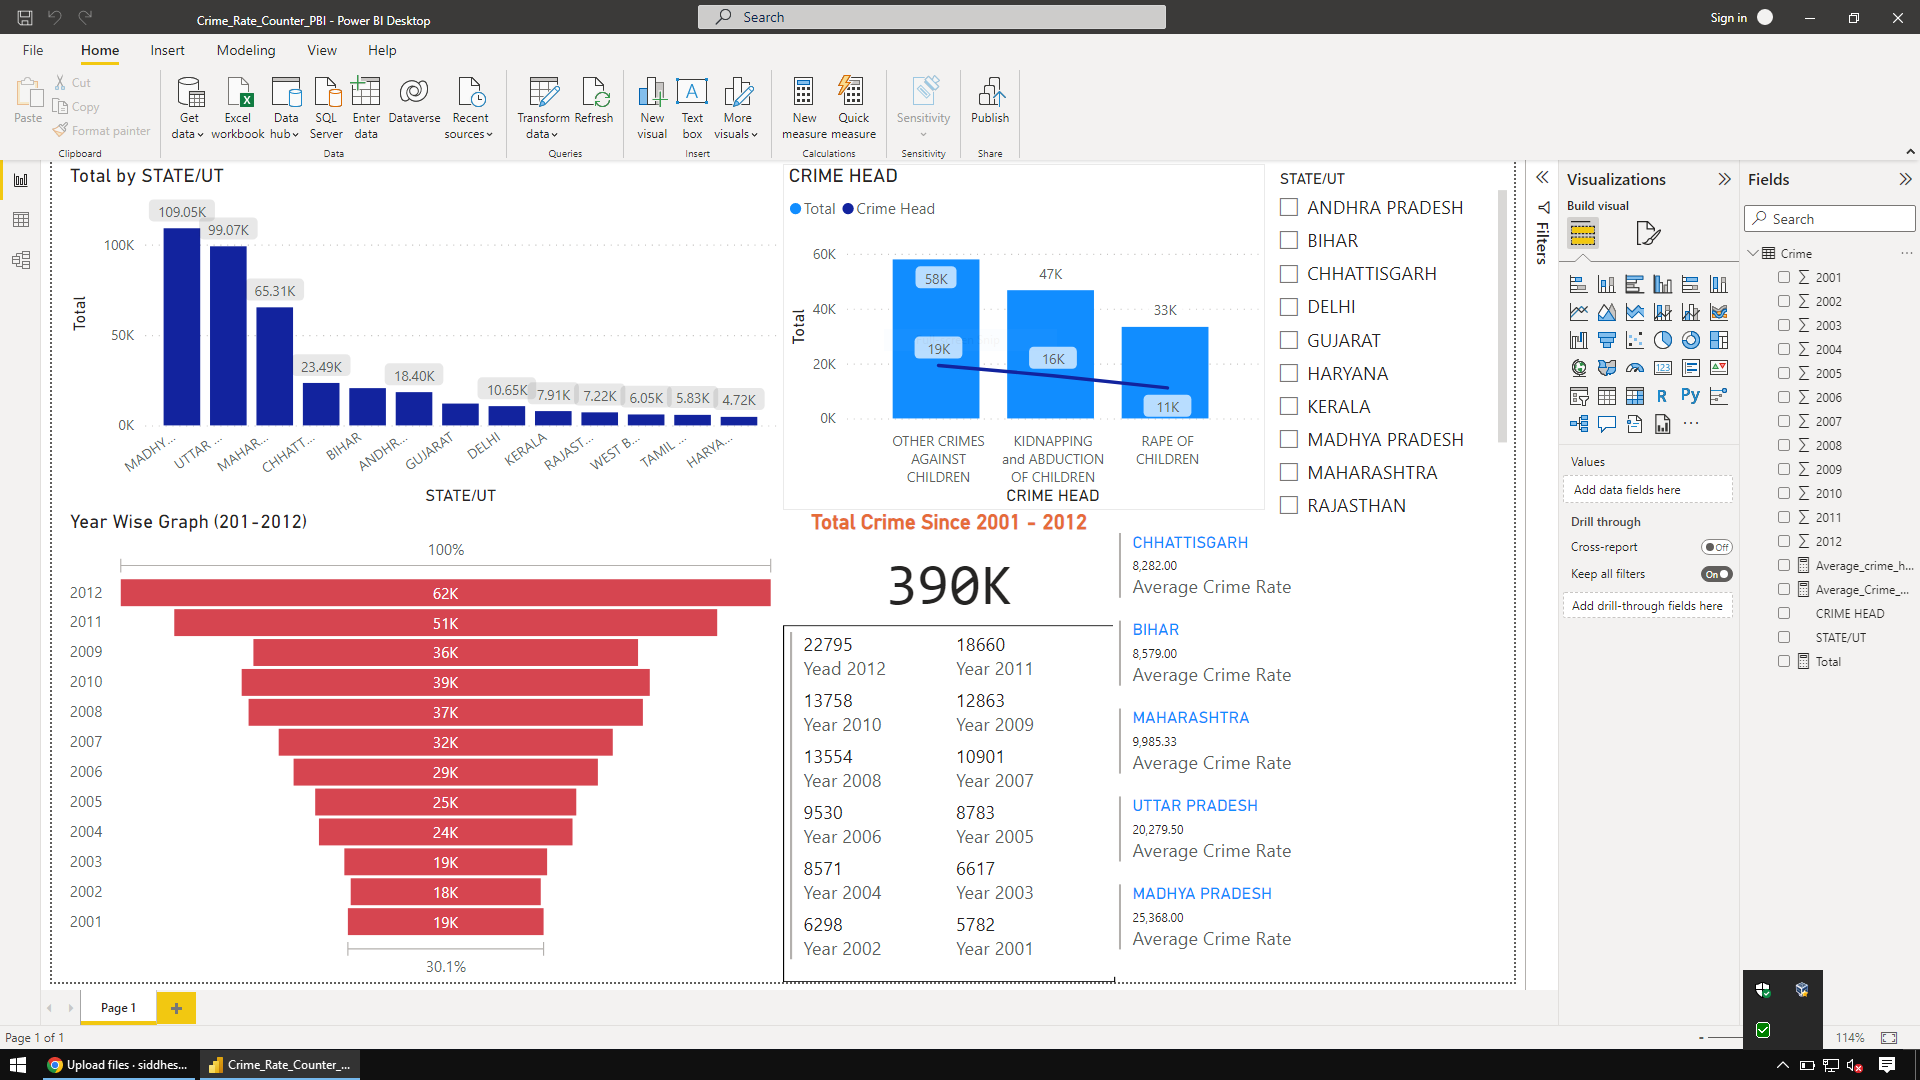 Crime_Rate_Counter_PBI - Power BI Desktop
Search
Sign in
File
Home
Insert
Modeling
View
Help
Paste
Cut
Copy
Format painter
Clipboard
Get data
Excel workbook
Data hub
SQL Server
Enter data
Dataverse
Recent sources
Data
Transform data
Refresh
Queries
New visual
Text box
More visuals
Insert
New measure
Quick measure
Calculations
Sensitivity
Sensitivity
Publish
Share
Total by STATE/UT
Total
100K
50K
0K
109.05K
99.07K
65.31K
23.49K
18.40K
10.65K
7.91K
7.22K
6.05K
5.83K
4.72K
MADHY...
UTTAR ...
MAHAR...
CHHATT...
BIHAR
ANDHR...
GUJARAT
DELHI
KERALA
RAJAST...
WEST B...
TAMIL ...
HARYA...
STATE/UT
CRIME HEAD
Total
Crime Head
Total
60K
40K
20K
0K
58K
47K
33K
19K
16K
11K
OTHER CRIMES
AGAINST
CHILDREN
KIDNAPPING
and ABDUCTION
OF CHILDREN
RAPE OF
CHILDREN
CRIME HEAD
STATE/UT
ANDHRA PRADESH
BIHAR
CHHATTISGARH
DELHI
GUJARAT
HARYANA
KERALA
MADHYA PRADESH
MAHARASHTRA
RAJASTHAN
Year Wise Graph (201-2012)
100%
2012 62K
2011 51K
2009 36K
2010 39K
2008 37K
2007 32K
2006 29K
2005 25K
2004 24K
2003 19K
2002 18K
2001 19K
30.1%
Total Crime Since 2001 - 2012
390K
22795 18660
Yead 2012 Year 2011
13758 12863
Year 2010 Year 2009
13554 10901
Year 2008 Year 2007
9530 8783
Year 2006 Year 2005
8571 6617
Year 2004 Year 2003
6298 5782
Year 2002 Year 2001
CHHATTISGARH
8,282.00
Average Crime Rate
BIHAR
8,579.00
Average Crime Rate
MAHARASHTRA
9,985.33
Average Crime Rate
UTTAR PRADESH
20,279.50
Average Crime Rate
MADHYA PRADESH
25,368.00
Average Crime Rate
Filters
Visualizations
Build visual
123
R
Py
...
Values
Add data fields here
Drill through
Cross-report
Off
Keep all filters
On
Add drill-through fields here
Fields
Search
Crime
...
2001
2002
2003
2004
2005
2006
2007
2008
2009
2010
2011
2012
Average_crime_h...
Average_Crime_...
CRIME HEAD
STATE/UT
Total
Page 1
Page 1 of 1
114%
Upload files · siddhes...
Crime_Rate_Counter_...